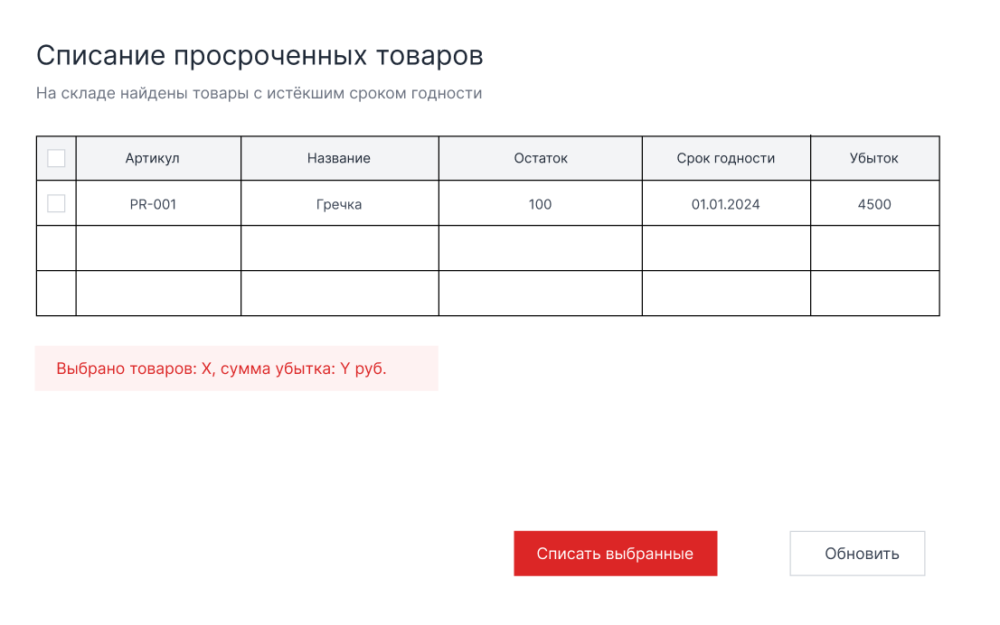 Списание просроченных товаров
На складе найдены товары с истёкшим сроком годности
Артикул Название Остаток Срок годности Убыток
PR-001 Гречка 100 01.01.2024 4500
Выбрано товаров: X, сумма убытка: Y руб.
Списать выбранные Обновить